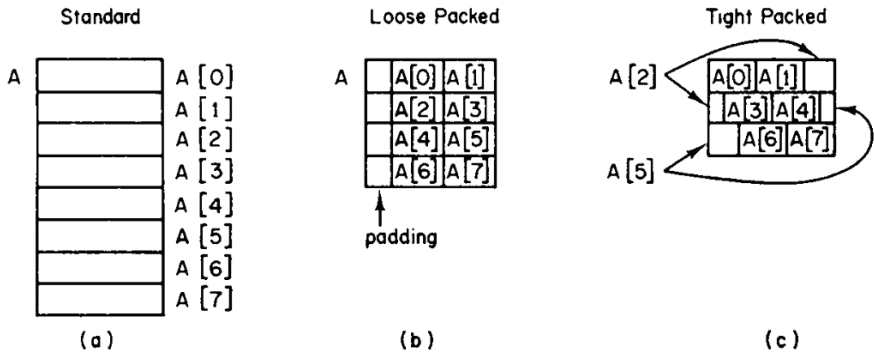 Standard
A
A [0]
A [1]
A [2]
A [3]
A [4]
A [5]
A [6]
A [7]
(a)
Loose Packed
A
A[0] A[1]
A[2] A[3]
A[4] A[5]
A[6] A[7]
padding
(b)
Tight Packed
A [2]
A[0] A[1]
A[3] A[4]
A[6] A[7]
A [5]
(c)